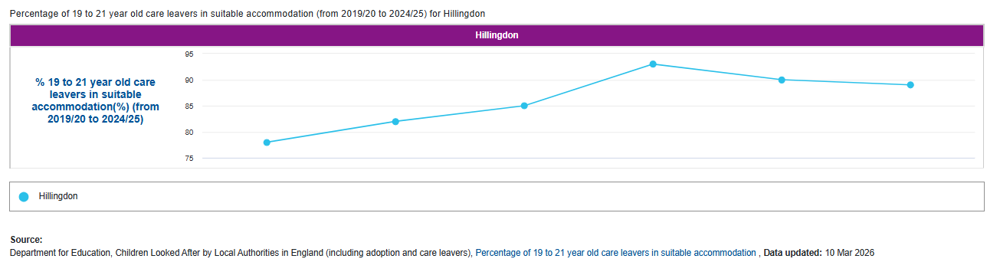 Percentage of 19 to 21 year old care leavers in suitable accommodation (from 2019/20 to 2024/25) for Hillingdon
Hillingdon
% 19 to 21 year old care
leavers in suitable
accommodation(%) (from
2019/20 to 2024/25)
95
90
85
80
75
Hillingdon
Source:
Department for Education, Children Looked After by Local Authorities in England (including adoption and care leavers), Percentage of 19 to 21 year old care leavers in suitable accommodation , Data updated: 10 Mar 2026